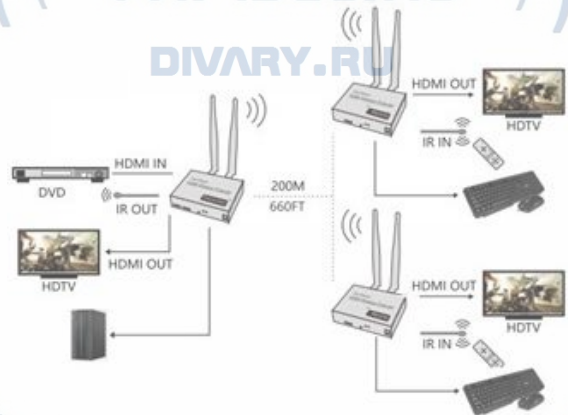 DIVARY.RU
HDMI OUT
HDTV
IR IN
HDMI IN
DVD
IR OUT
200M
660FT
HDMI OUT
HDTV
HDMI OUT
HDTV
IR IN